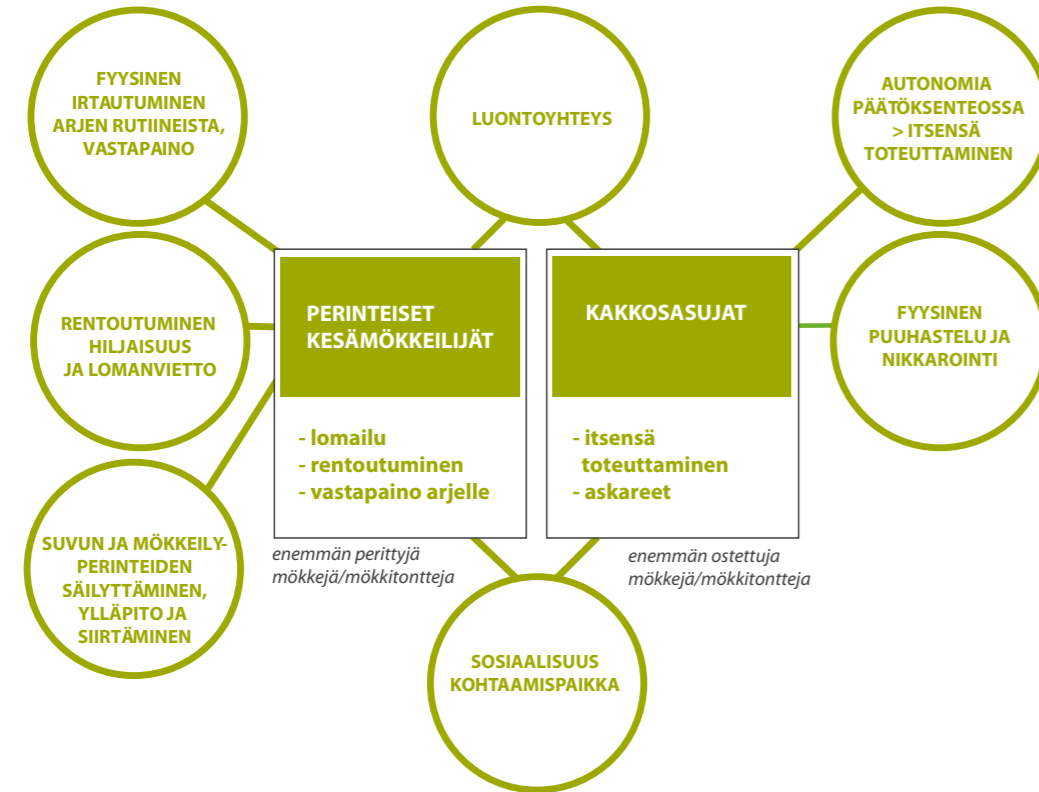 FYYSINEN
IRTAUTUMINEN
ARJEN RUTIINEISTA,
VASTAPAINO
LUONTOYHTEYS
AUTONOMIA
PÄÄTÖKSENTEOSSA
> ITSENSÄ
TOTEUTTAMINEN
RENTOUTUMINEN
HILJAISUUS
JA LOMANVIETTO
PERINTEISET
KESÄMÖKKEILIJÄT
- lomailu
- rentoutuminen
- vastapaino arjelle
enemmän perittyjä
mökkejä/mökkitontteja
KAKKOSASUJAT
- itsensä
toteuttaminen
- askareet
enemmän ostettuja
mökkejä/mökkitontteja
FYYSINEN
PUUHASTELU JA
NIKKAROINTI
SUVUN JA MÖKKEILY-
PERINTEIDEN
SÄILYTTÄMINEN,
YLLÄPITO JA
SIIRTÄMINEN
SOSIAALISUUS
KOHTAAMISPAIKKA